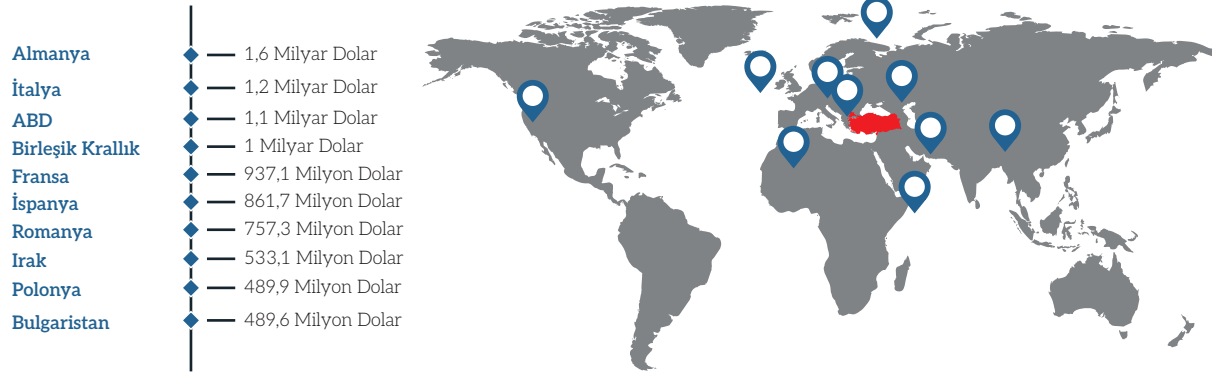 Almanya 1,6 Milyar Dolar
İtalya 1,2 Milyar Dolar
ABD 1,1 Milyar Dolar
Birleşik Krallık 1 Milyar Dolar
Fransa 937,1 Milyon Dolar
İspanya 861,7 Milyon Dolar
Romanya 757,3 Milyon Dolar
Irak 533,1 Milyon Dolar
Polonya 489,9 Milyon Dolar
Bulgaristan 489,6 Milyon Dolar